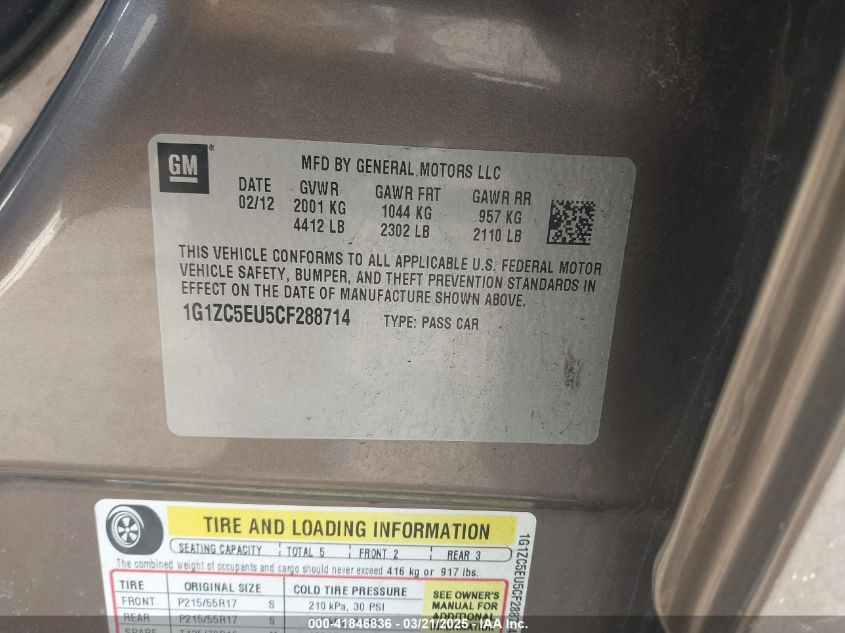 GM ®
MFD BY GENERAL MOTORS LLC
DATE GVWR GAWR FRT GAWR RR
02/12 2001 KG 1044 KG 957 KG
4412 LB 2302 LB 2110 LB
THIS VEHICLE CONFORMS TO ALL APPLICABLE U.S. FEDERAL MOTOR
VEHICLE SAFETY, BUMPER, AND THEFT PREVENTION STANDARDS IN
EFFECT ON THE DATE OF MANUFACTURE SHOWN ABOVE.
1G1ZC5EU5CF288714 TYPE: PASS CAR
TIRE AND LOADING INFORMATION
SEATING CAPACITY TOTAL 5 FRONT 2 REAR 3
The combined weight of occupants and cargo should never exceed 416 kg or 917 lbs.
TIRE ORIGINAL SIZE COLD TIRE PRESSURE
FRONT P215/55R17 S 210 kPa, 30 PSI
REAR P215/55R17 S
SEE OWNER'S
MANUAL FOR
ADDITIONAL
1G1ZC5EU5CF288714
000-41846836 - 03/21/2025 - IAA Inc.